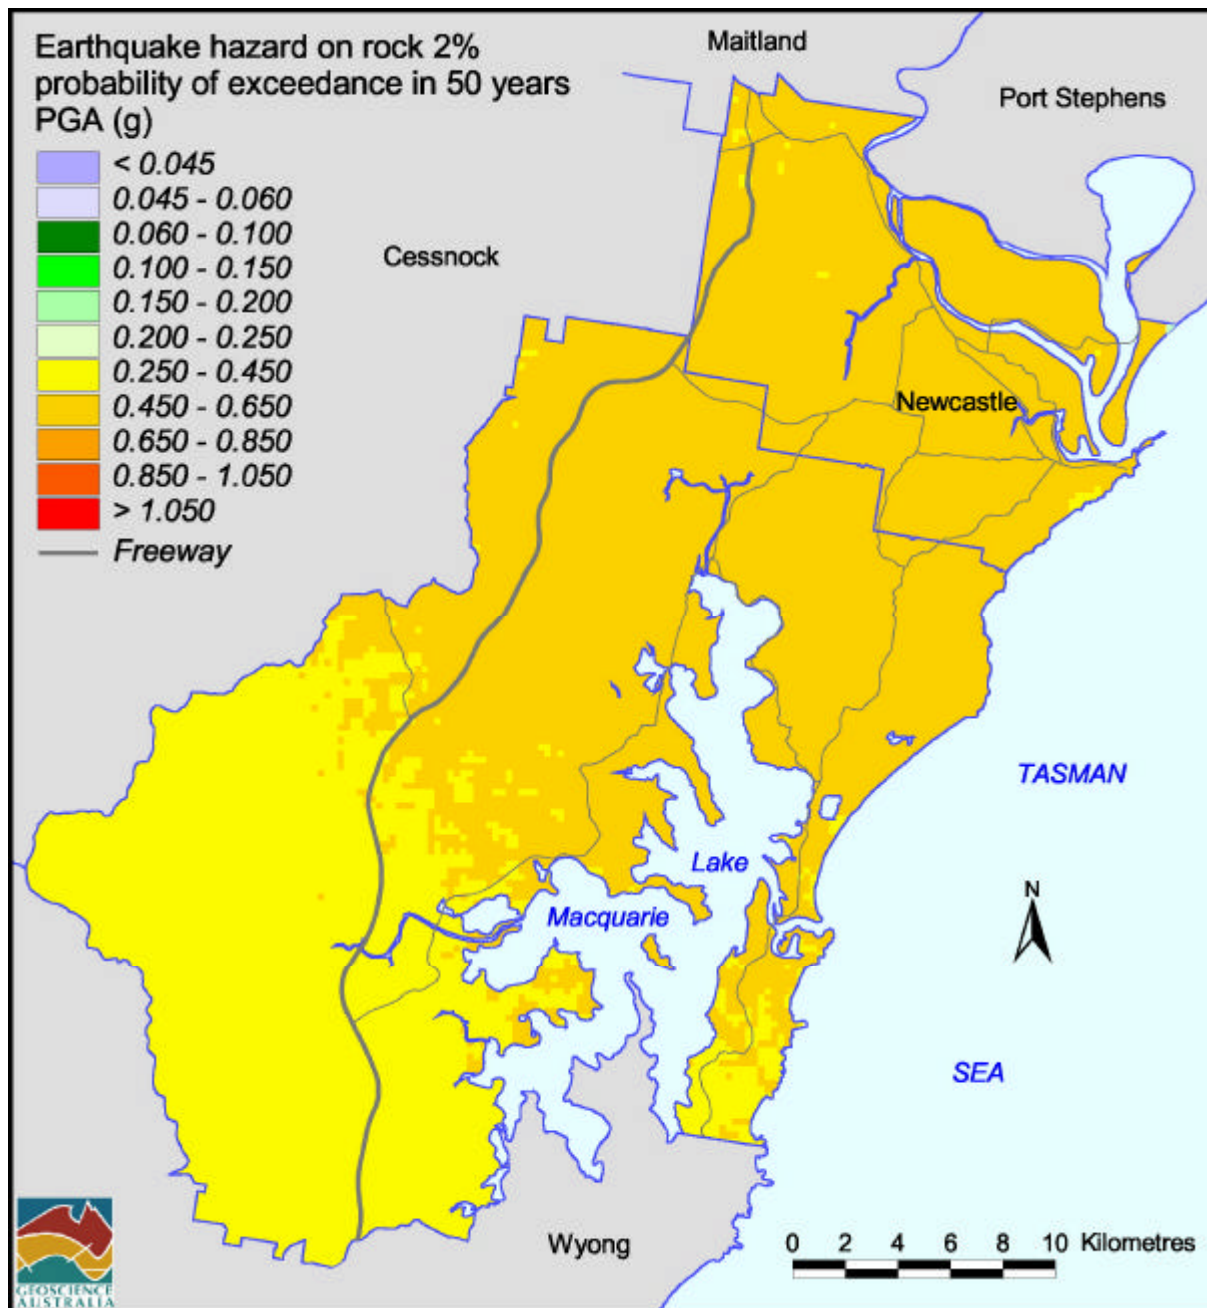 Earthquake hazard on rock 2%
probability of exceedance in 50 years
PGA (g)
< 0.045
0.045 - 0.060
0.060 - 0.100
0.100 - 0.150
0.150 - 0.200
0.200 - 0.250
0.250 - 0.450
0.450 - 0.650
0.650 - 0.850
0.850 - 1.050
> 1.050
Freeway
Maitland
Port Stephens
Cessnock
Newcastle
TASMAN
Lake
Macquarie
N
SEA
Wyong
0 2 4 6 8 10 Kilometres
GEOSCIENCE
AUSTRALIA